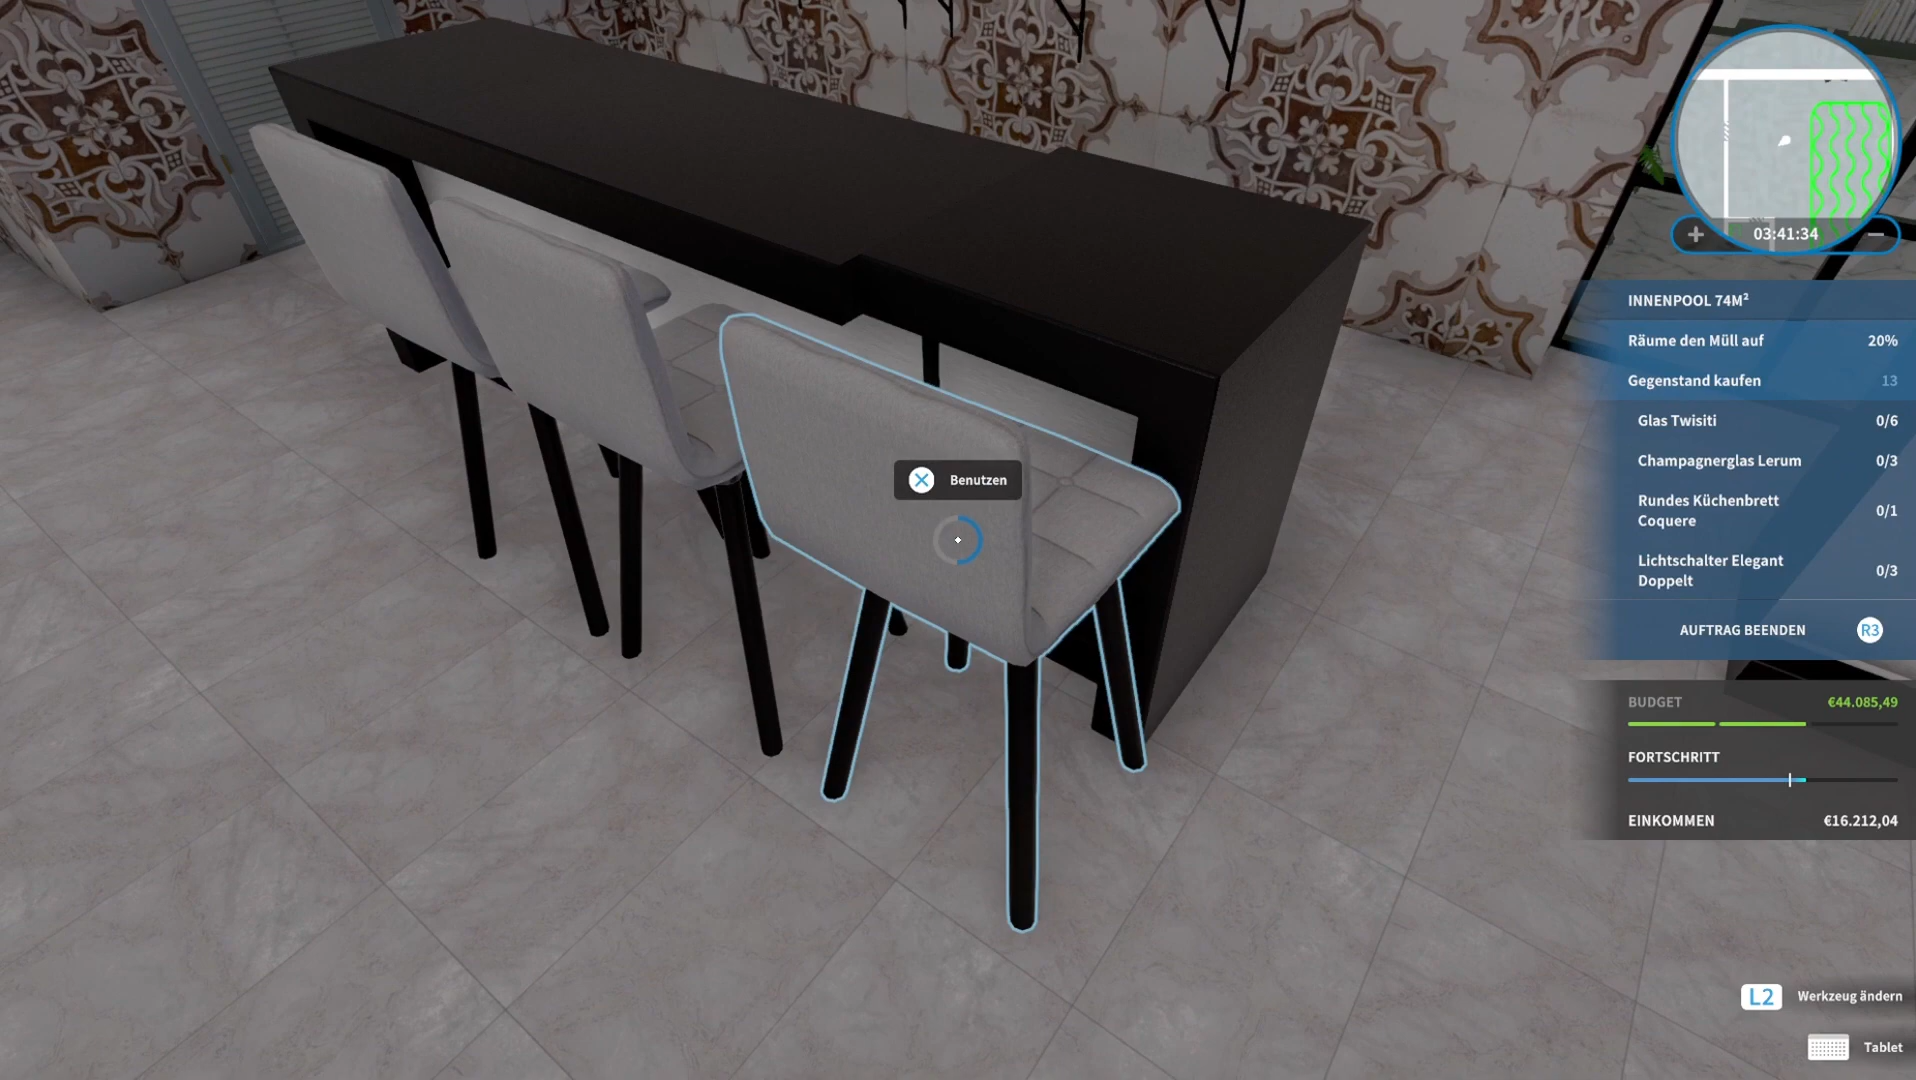 03:41:34
INNENPOOL 74M²
Räume den Müll auf 20%
Gegenstand kaufen 13
Glas Twisiti 0/6
Champagnerglas Lerum 0/3
Rundes Küchenbrett
Coquere 0/1
Lichtschalter Elegant
Doppelt 0/3
AUFTRAG BEENDEN R3
Benutzen
BUDGET €44.085,49
FORTSCHRITT
EINKOMMEN €16.212,04
L2 Werkzeug ändern
Tablet